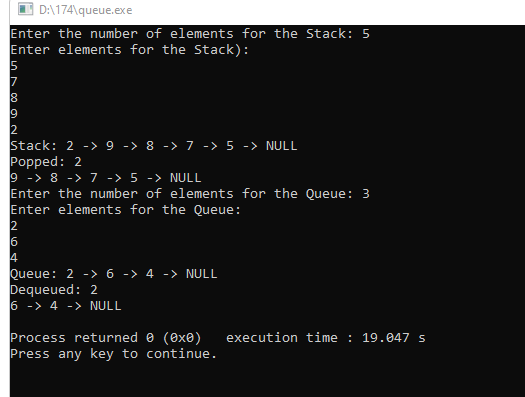 D:\174\queue.exe
Enter the number of elements for the Stack: 5
Enter elements for the Stack):
5
7
8
9
2
Stack: 2 -> 9 -> 8 -> 7 -> 5 -> NULL
Popped: 2
9 -> 8 -> 7 -> 5 -> NULL
Enter the number of elements for the Queue: 3
Enter elements for the Queue:
2
6
4
Queue: 2 -> 6 -> 4 -> NULL
Dequeued: 2
6 -> 4 -> NULL
Process returned 0 (0x0)   execution time : 19.047 s
Press any key to continue.